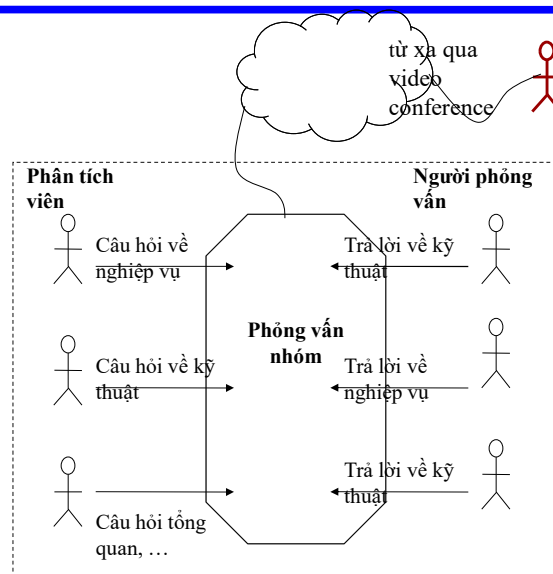 từ xa qua
video
conference
Phân tích
viên
Người phỏng
vấn
Câu hỏi về
nghiệp vụ
Trả lời về kỹ
thuật
Phỏng vấn
nhóm
Câu hỏi về kỹ
thuật
Trả lời về
nghiệp vụ
Trả lời về kỹ
thuật
Câu hỏi tổng
quan, …